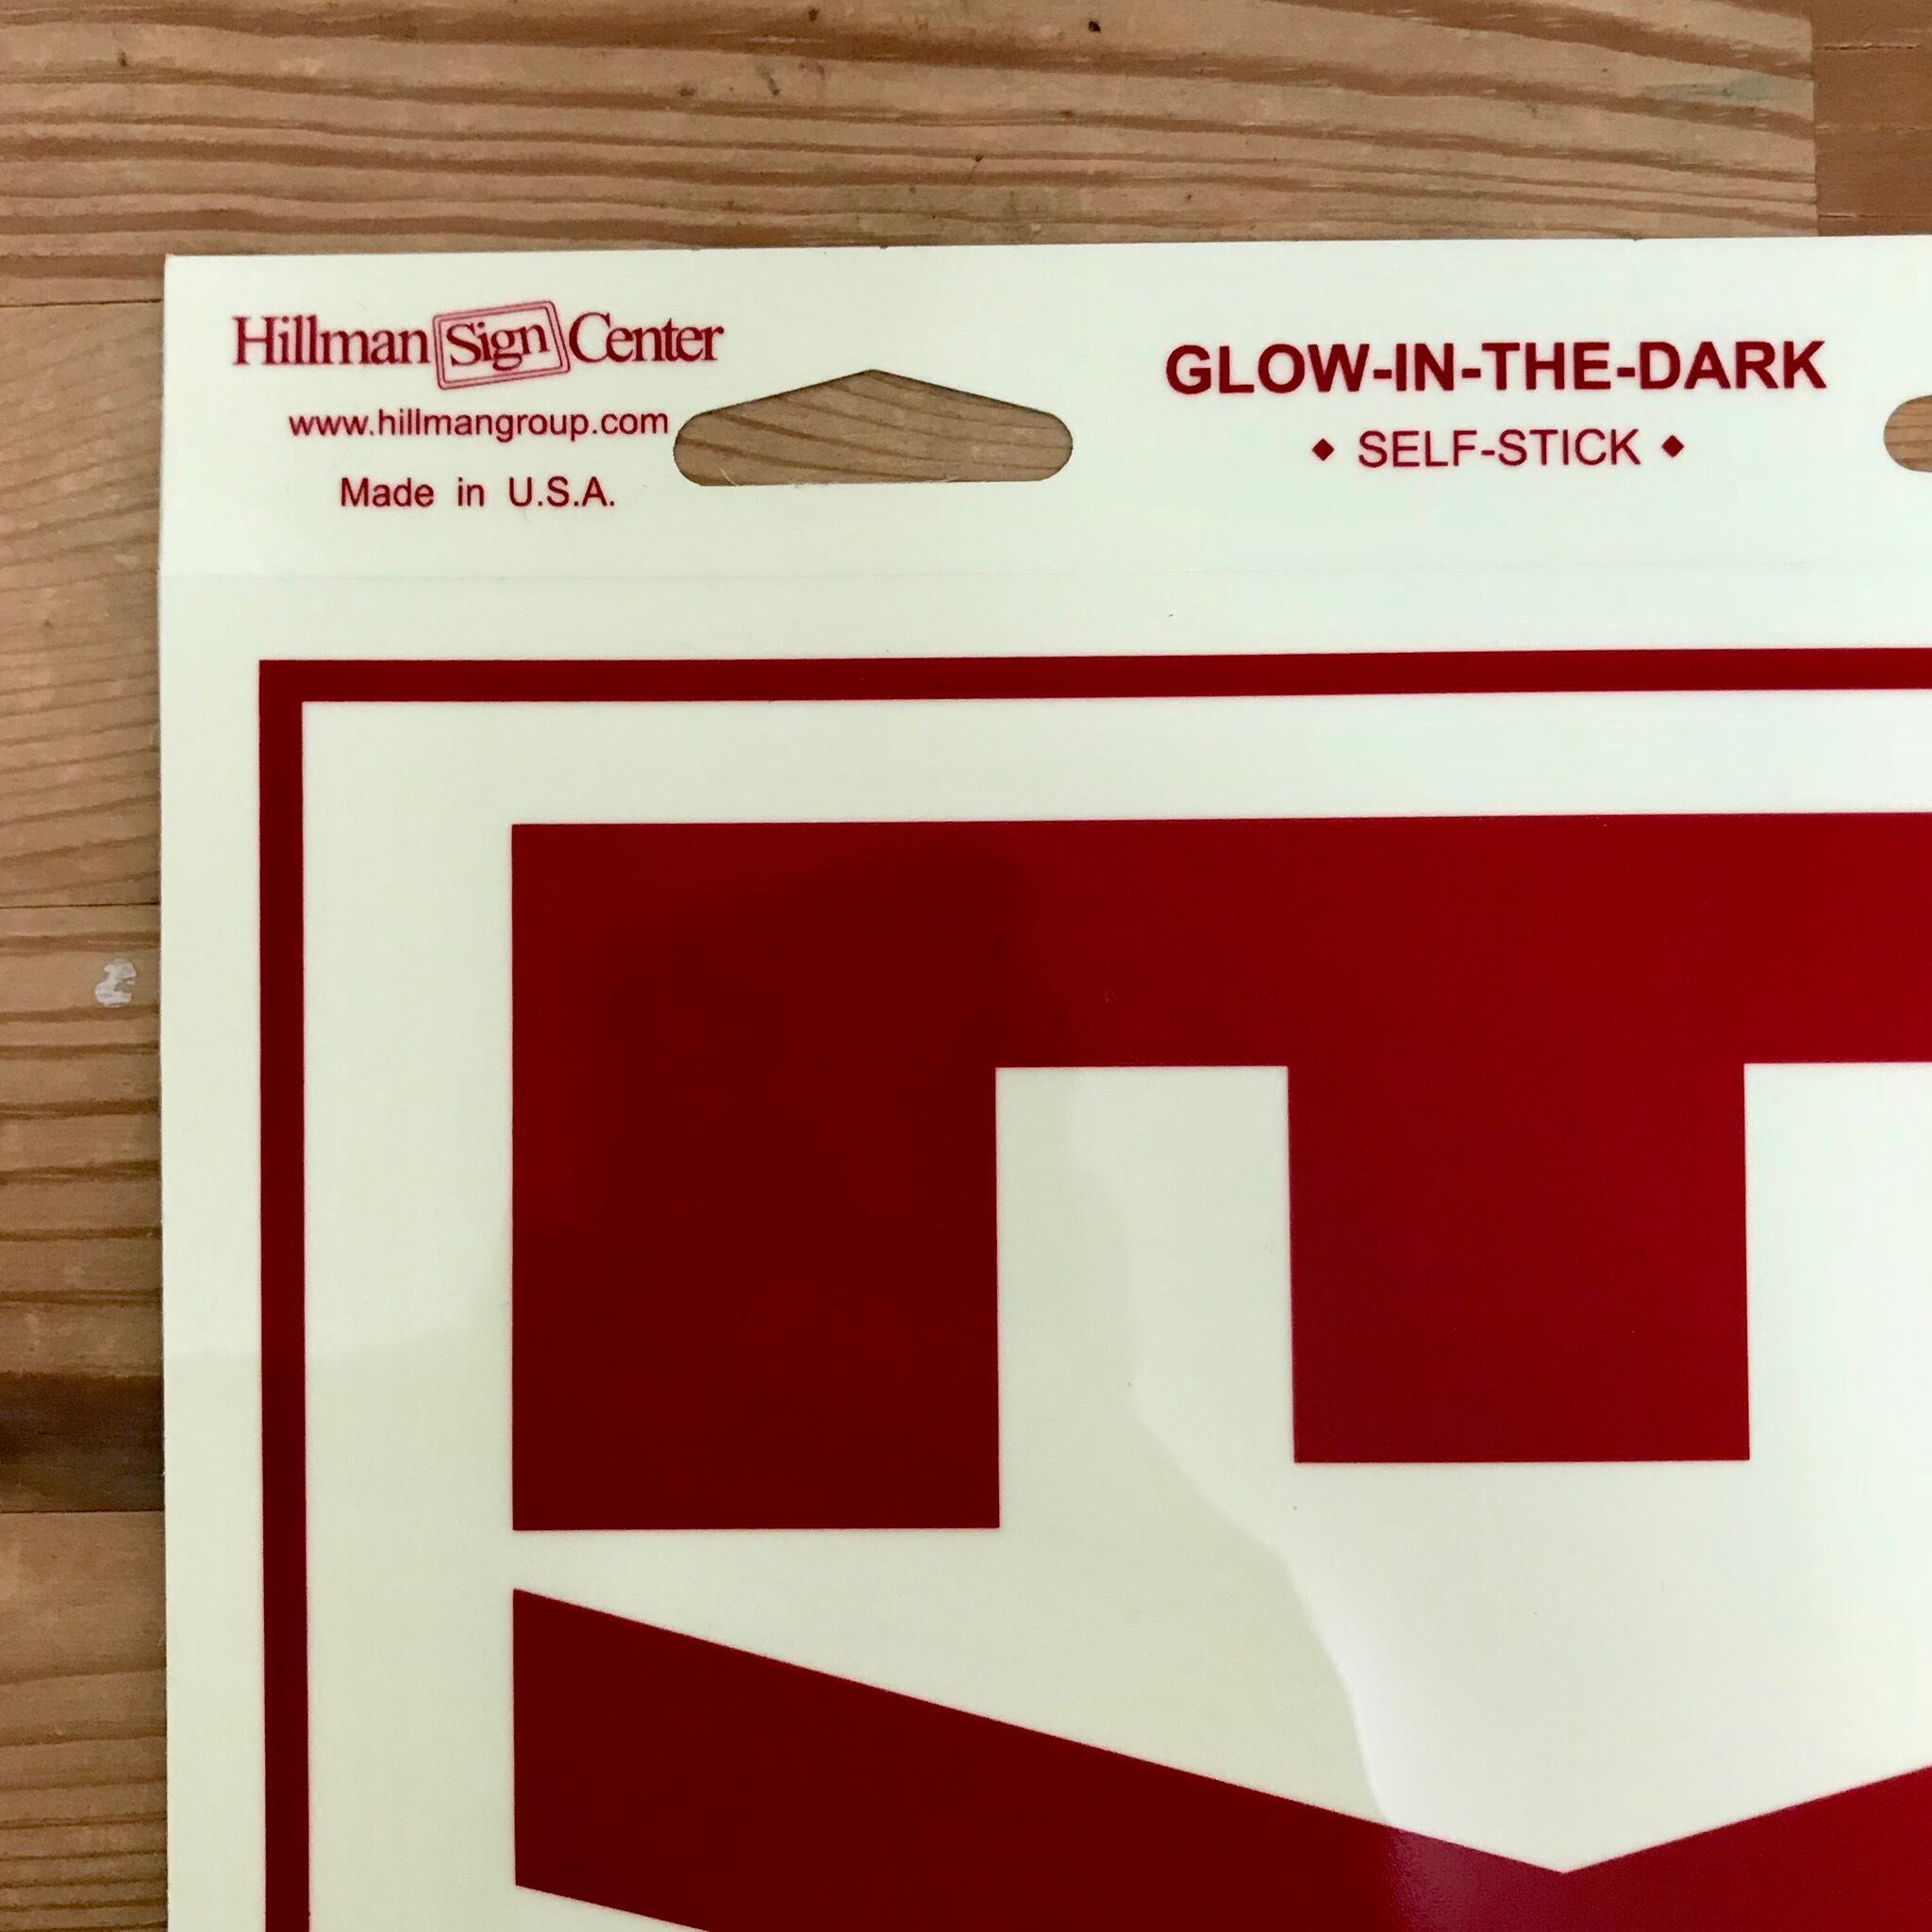 Hillman Sign Center
www.hillmangroup.com
Made in U.S.A.
GLOW-IN-THE-DARK
◆ SELF-STICK ◆